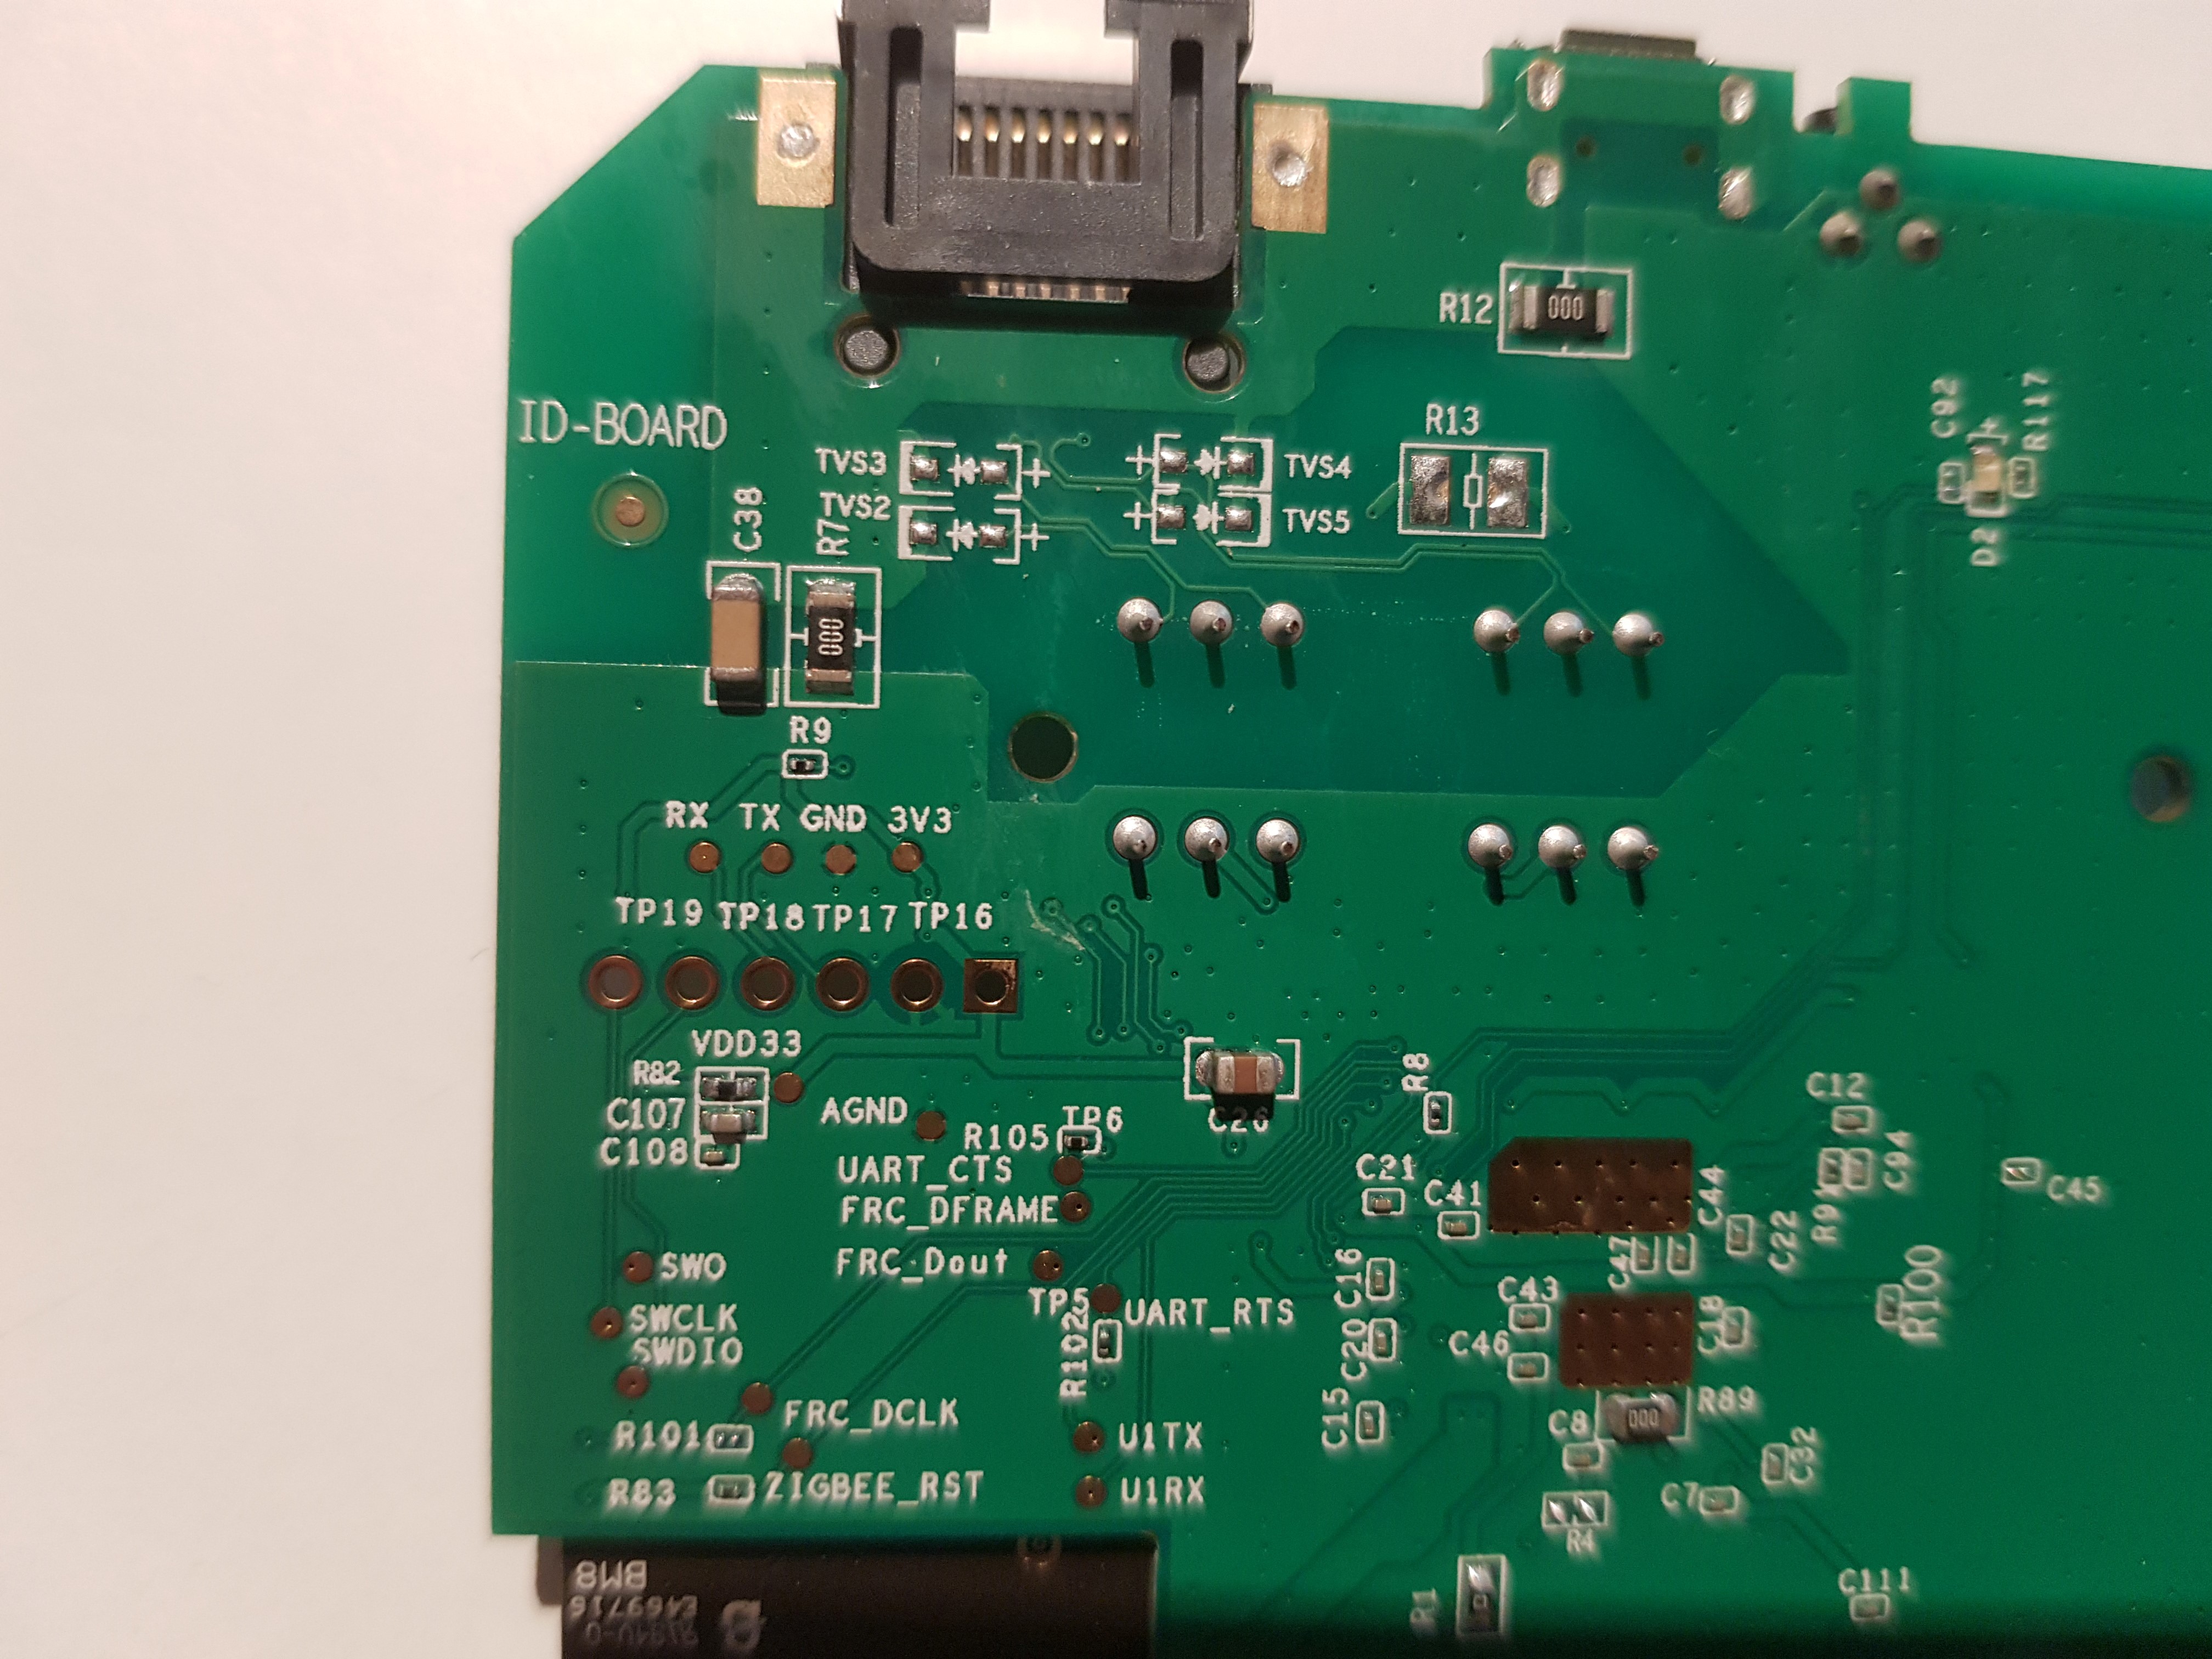 R12
000
ID-BOARD
R13
C92
R117
TVS3
TVS4
TVS2
TVS5
C38
R7
000
D2
R9
RX TX GND 3V3
TP19 TP18 TP17 TP16
VDD33
R82
C107
C108
AGND
TP6
R105
C26
R8
UART_CTS
FRC_DFRAME
FRC_Dout
C21
C41
C44
C12
C94
R91
C45
C22
C47
SWO
SWCLK
SWDIO
TP5
UART_RTS
R102
C16
C20
C43
C46
C18
R100
FRC_DCLK
R101
R83
ZIGBEE_RST
U1TX
U1RX
C15
C8
000
R89
C32
C7
R4
R1
C111
BM8
E469716